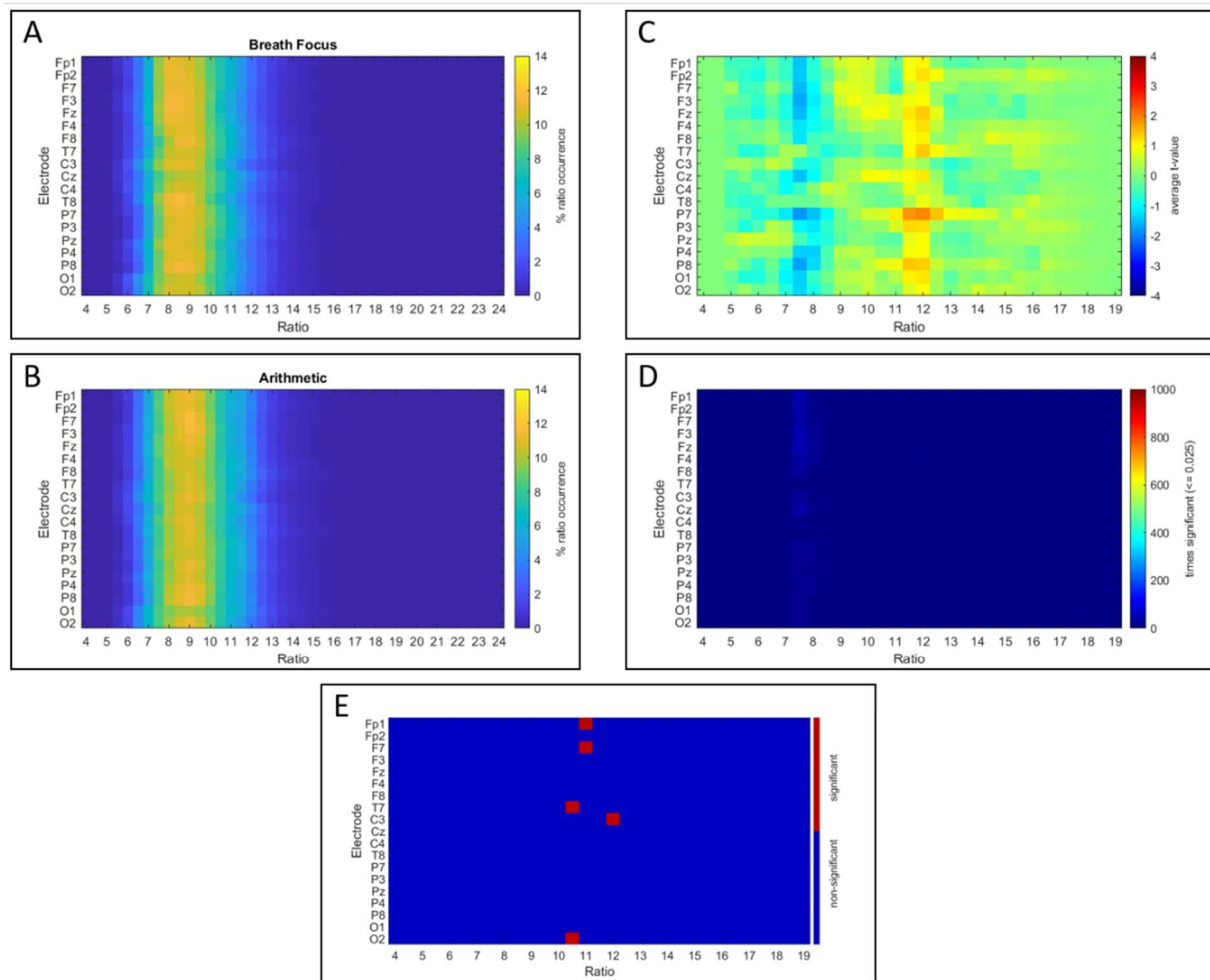 A
Breath Focus
Fp1
Fp2
F7
F3
Fz
F4
F8
T7
C3
Cz
C4
T8
P7
P3
Pz
P4
P8
O1
O2
Electrode
4 5 6 7 8 9 10 11 12 13 14 15 16 17 18 19 20 21 22 23 24
Ratio
14
12
10
8
6
4
2
0
% ratio occurrence
C
Fp1
Fp2
F7
F3
Fz
F4
F8
T7
C3
Cz
C4
T8
P7
P3
Pz
P4
P8
O1
O2
Electrode
4 5 6 7 8 9 10 11 12 13 14 15 16 17 18 19
Ratio
4
3
2
1
0
-1
-2
-3
-4
average t-value
B
Arithmetic
Fp1
Fp2
F7
F3
Fz
F4
F8
T7
C3
Cz
C4
T8
P7
P3
Pz
P4
P8
O1
O2
Electrode
4 5 6 7 8 9 10 11 12 13 14 15 16 17 18 19 20 21 22 23 24
Ratio
14
12
10
8
6
4
2
0
% ratio occurrence
D
Fp1
Fp2
F7
F3
Fz
F4
F8
T7
C3
Cz
C4
T8
P7
P3
Pz
P4
P8
O1
O2
Electrode
4 5 6 7 8 9 10 11 12 13 14 15 16 17 18 19
Ratio
1000
800
600
400
200
0
times significant (<= 0.025)
E
Fp1
Fp2
F7
F3
Fz
F4
F8
T7
C3
Cz
C4
T8
P7
P3
Pz
P4
P8
O1
O2
Electrode
4 5 6 7 8 9 10 11 12 13 14 15 16 17 18 19
Ratio
significant
non-significant